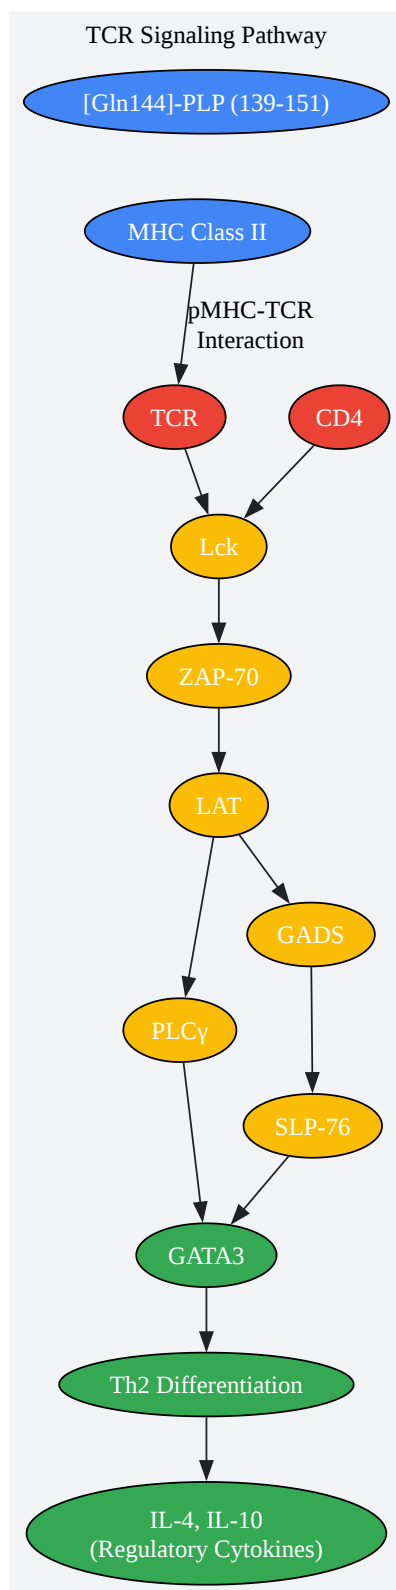 TCR Signaling Pathway
[Gln144]-PLP (139-151)
MHC Class II
pMHC-TCR
Interaction
TCR
CD4
Lck
ZAP-70
LAT
GADS
PLCγ
SLP-76
GATA3
Th2 Differentiation
IL-4, IL-10
(Regulatory Cytokines)